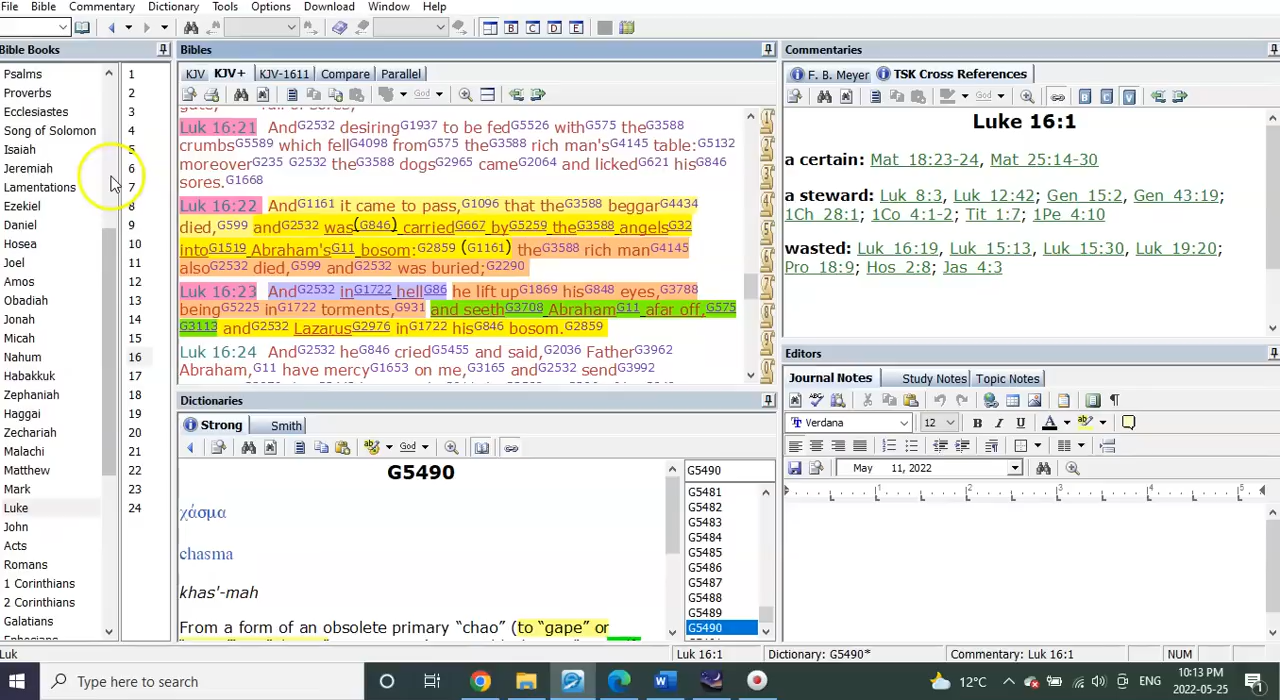 File Bible Commentary Dictionary Tools Options Download Window Help
Bible Books
Psalms
Proverbs
Ecclesiastes
Song of Solomon
Isaiah
Jeremiah
Lamentations
Ezekiel
Daniel
Hosea
Joel
Amos
Obadiah
Jonah
Micah
Nahum
Habakkuk
Zephaniah
Haggai
Zechariah
Malachi
Matthew
Mark
Luke
John
Acts
Romans
1 Corinthians
2 Corinthians
Galatians
1
2
3
4
5
6
7
8
9
10
11
12
13
14
15
16
17
18
19
20
21
22
23
24
Bibles
KJV KJV+ KJV-1611 Compare Parallel
Luk 16:21 AndG2532 desiringG1937 to be fedG5526 withG575 theG3588
crumbsG5589 which fellG4098 fromG575 theG3588 rich man'sG4145 table:G5132
moreoverG235 G2532 theG3588 dogsG2965 cameG2064 and lickedG621 hisG846
sores.G1668
Luk 16:22 AndG1161 it came to pass,G1096 that theG3588 beggarG4434
died,G599 andG2532 was(G846) carriedG667 byG5259 theG3588 angelsG32
intoG1519 Abraham'sG11 bosom:G2859 (G1161) theG3588 rich manG4145
alsoG2532 died,G599 andG2532 was buried;G2290
Luk 16:23 AndG2532 inG1722 hellG86 he lift upG1869 hisG846 eyes,G3788
beingG5225 inG1722 torments,G931 and seethG3708 AbrahamG11 afar off,G575
G3113 andG2532 LazarusG2976 inG1722 hisG846 bosom.G2859
Luk 16:24 AndG2532 heG846 criedG5455 and said,G2036 FatherG3962
Abraham,G11 have mercyG1653 on me,G3165 andG2532 sendG3992
Dictionaries
Strong Smith
God
G5490
χάσμα
chasma
khas'-mah
From a form of an obsolete primary “chao” (to “gape” or
G5490
G5481
G5482
G5483
G5484
G5485
G5486
G5487
G5488
G5489
G5490
Commentaries
F. B. Meyer TSK Cross References
Luke 16:1
a certain: Mat 18:23-24, Mat 25:14-30
a steward: Luk 8:3, Luk 12:42; Gen 15:2, Gen 43:19;
1Ch 28:1; 1Co 4:1-2; Tit 1:7; 1Pe 4:10
wasted: Luk 16:19, Luk 15:13, Luk 15:30, Luk 19:20;
Pro 18:9; Hos 2:8; Jas 4:3
Editors
Journal Notes Study Notes Topic Notes
Verdana 12 B I U A
May 11, 2022
1 2 3 4 5
Luk Luk 16:1 Dictionary: G5490* Commentary: Luk 16:1 NUM
Type here to search
12°C ENG 10:13 PM
2022-05-25